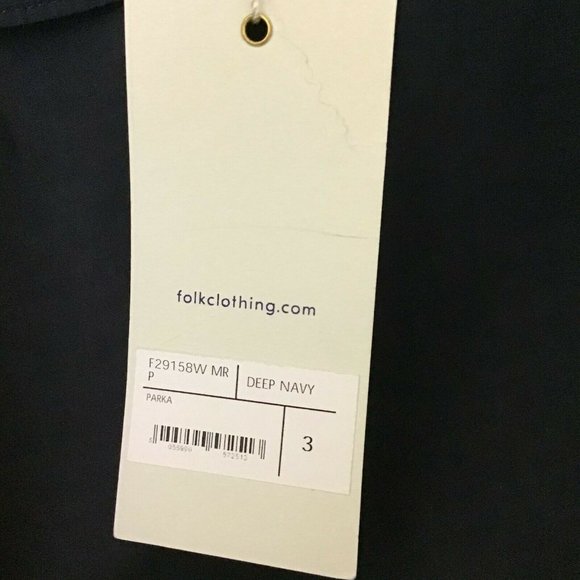 folkclothing.com
F29158W MR
P
DEEP NAVY
PARKA
3